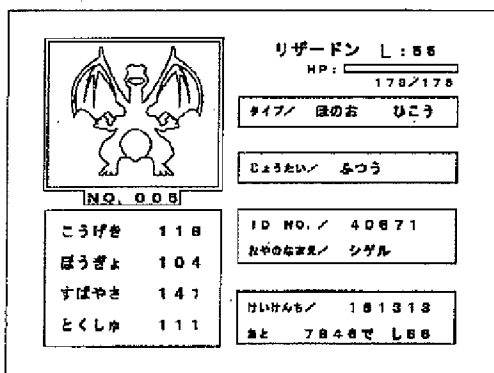 リザードン L:55
HP:
178/178
タイプ/ ほのお ひこう
じょうたい/ ふつう
NO. 006
こうげき 118
ぼうぎょ 104
すばやさ 141
とくしゅ 111
ID NO./ 40671
おやのなまえ/ シゲル
けいけんち/ 161313
あと 7846で L56